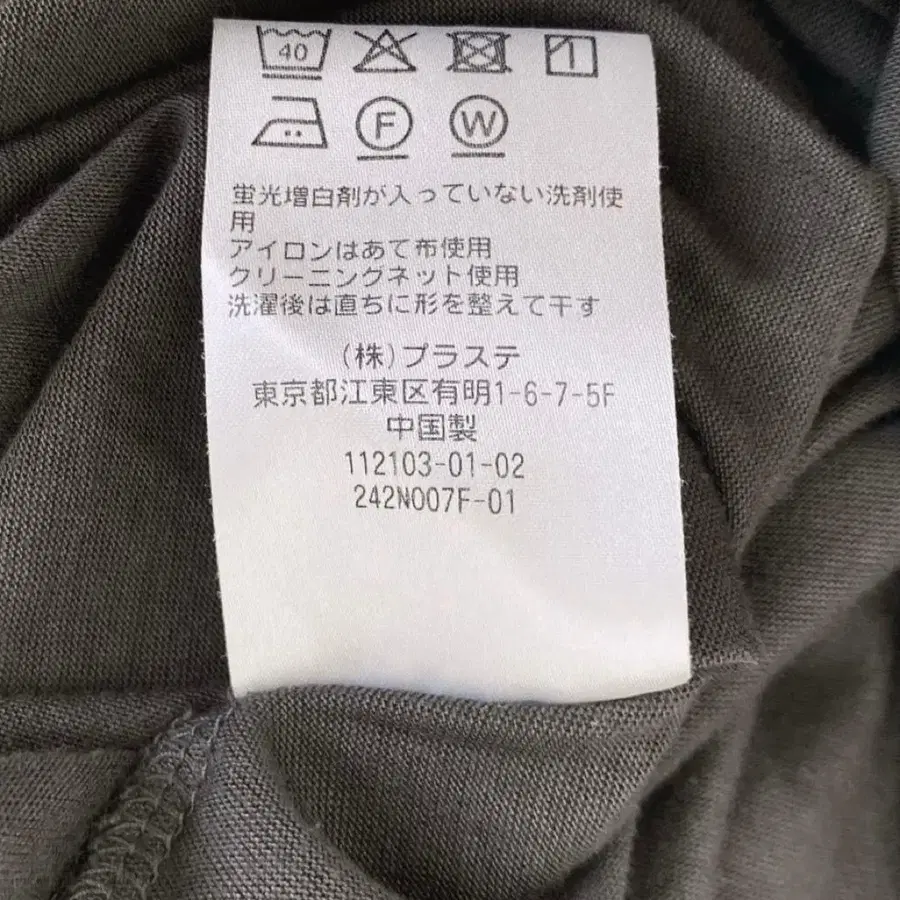 40
F W
蛍光増白剤が入っていない洗剤使
用
アイロンはあて布使用
クリーニングネット使用
洗濯後は直ちに形を整えて干す
(株)プラステ
東京都江東区有明1-6-7-5F
中国製
112103-01-02
242N007F-01